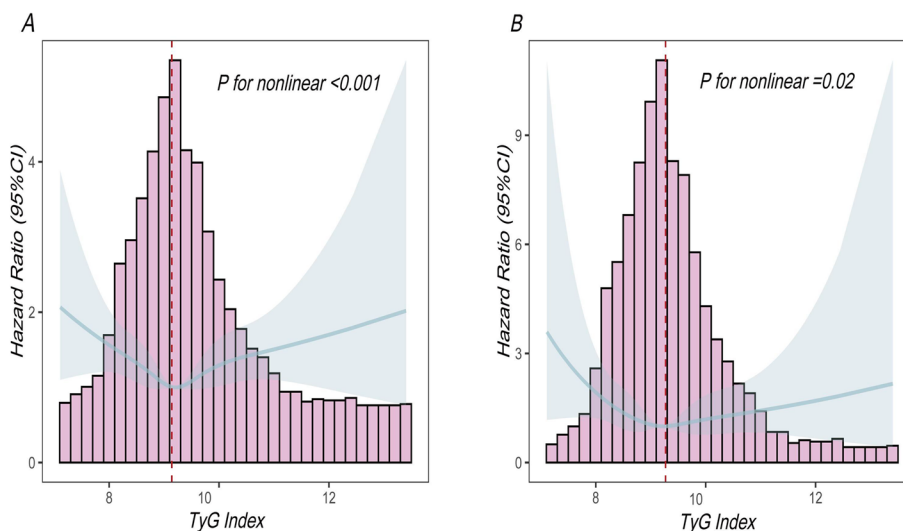 A
P for nonlinear <0.001
Hazard Ratio (95%CI)
4
2
0
8 10 12
TyG Index
B
P for nonlinear =0.02
Hazard Ratio (95%CI)
9
6
3
0
8 10 12
TyG Index